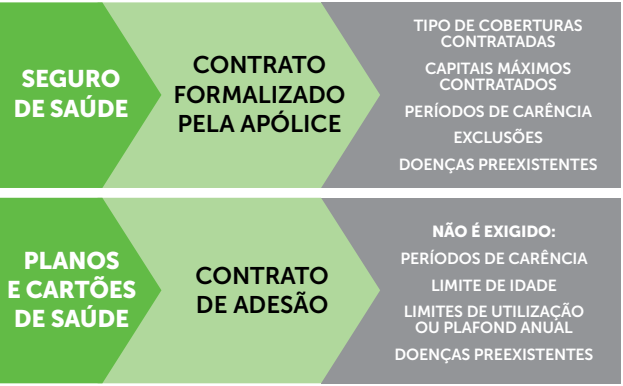 SEGURO
DE SAÚDE
CONTRATO
FORMALIZADO
PELA APÓLICE
TIPO DE COBERTURAS
CONTRATADAS
CAPITAIS MÁXIMOS
CONTRATADOS
PERÍODOS DE CARÊNCIA
EXCLUSÕES
DOENÇAS PREEXISTENTES
PLANOS
E CARTÕES
DE SAÚDE
CONTRATO
DE ADESÃO
NÃO É EXIGIDO:
PERÍODOS DE CARÊNCIA
LIMITE DE IDADE
LIMITES DE UTILIZAÇÃO
OU PLAFOND ANUAL
DOENÇAS PREEXISTENTES